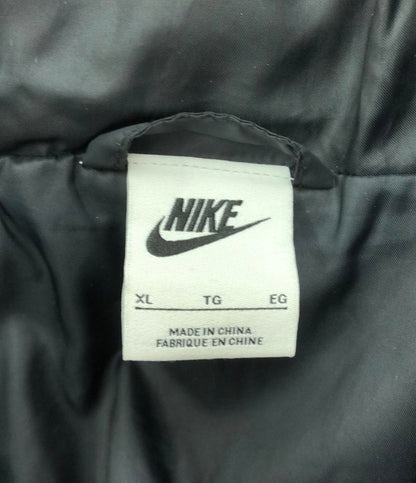 NIKE
XL TG EG
MADE IN CHINA
FABRIQUE EN CHINE